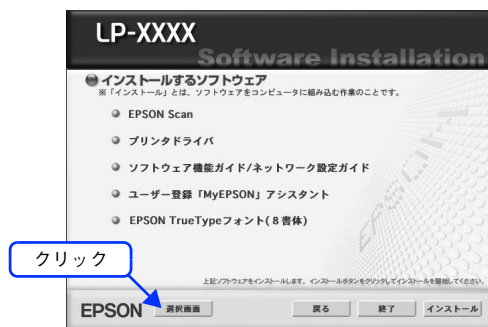 LP-XXXX
Software Installation
インストールするソフトウェア
※「インストール」とは、ソフトウェアをコンピュータに組み込む作業のことです。
EPSON Scan
プリンタドライバ
ソフトウェア機能ガイド/ネットワーク設定ガイド
ユーザー登録「MyEPSON」アシスタント
EPSON TrueTypeフォント(8書体)
EPSON
クリック
上記ソフトウェアをインストールします。インストールボタンをクリックしてインストールを開始してください。
EPSON 選択画面 戻る 終了 インストール